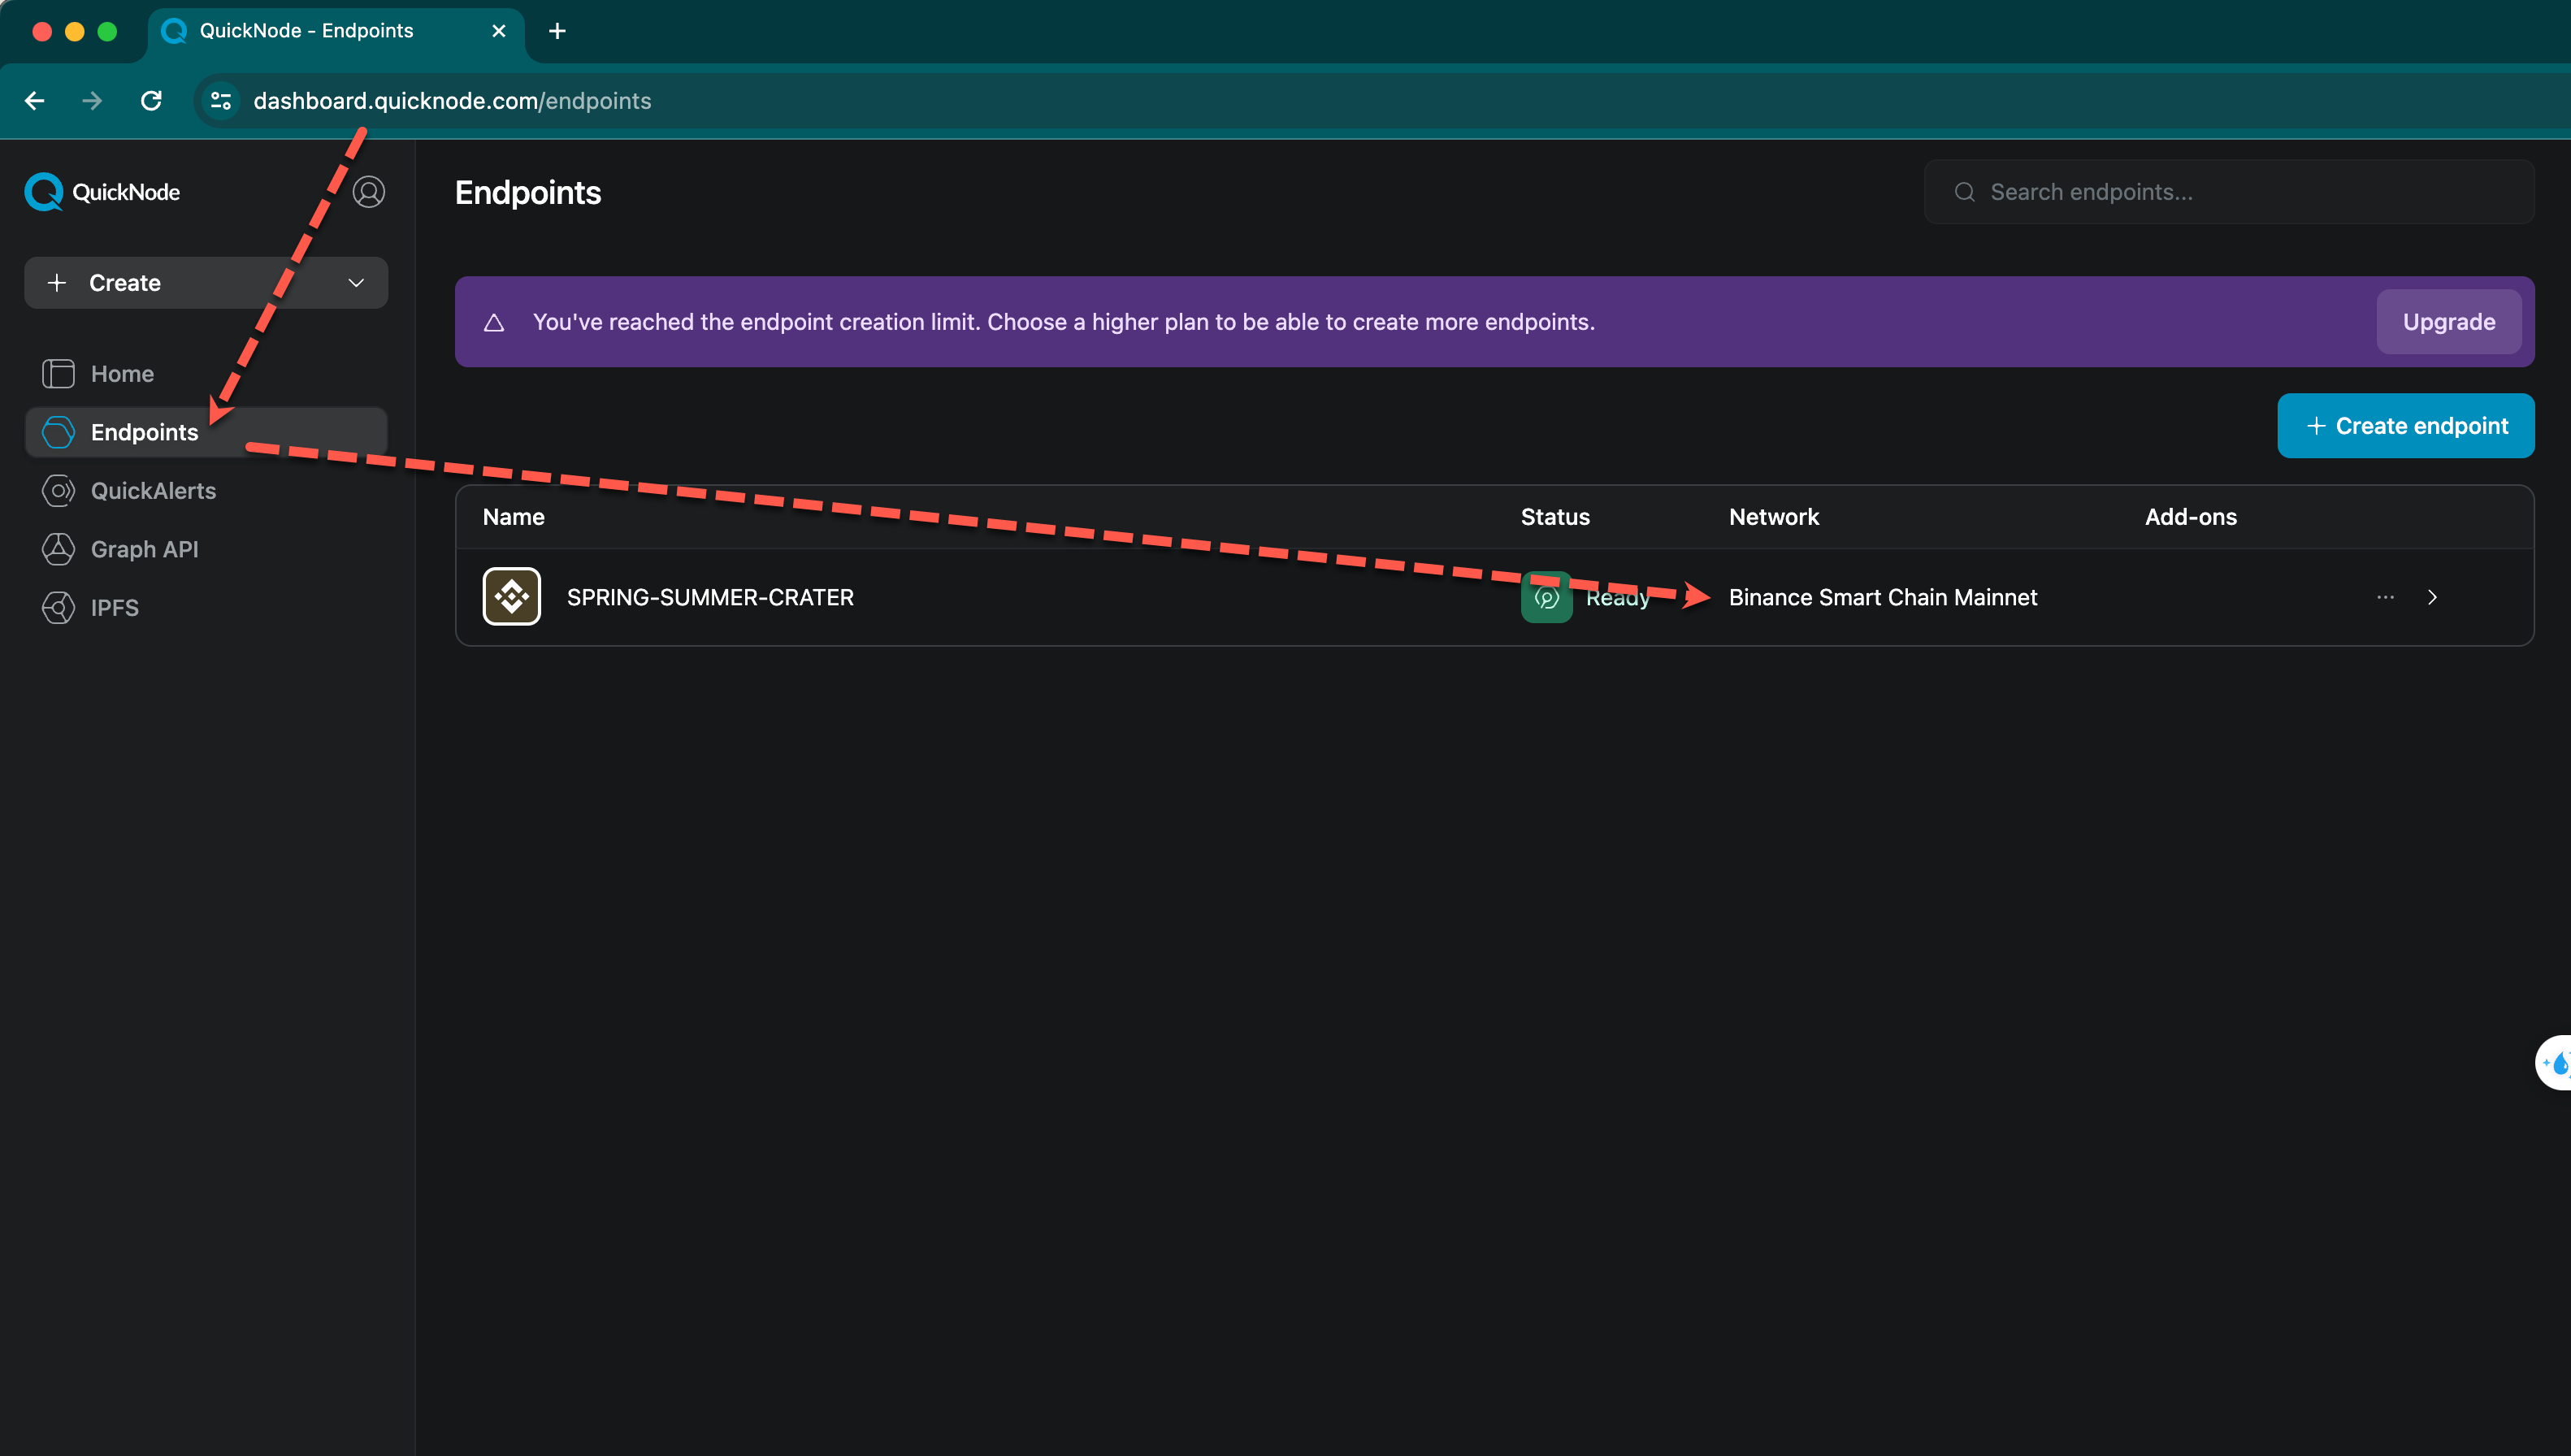 QuickNode - Endpoints
dashboard.quicknode.com/endpoints
QuickNode
Create
Home
Endpoints
QuickAlerts
Graph API
IPFS
Endpoints
Search endpoints...
You've reached the endpoint creation limit. Choose a higher plan to be able to create more endpoints.
Upgrade
Create endpoint
Name Status Network Add-ons
SPRING-SUMMER-CRATER Ready Binance Smart Chain Mainnet